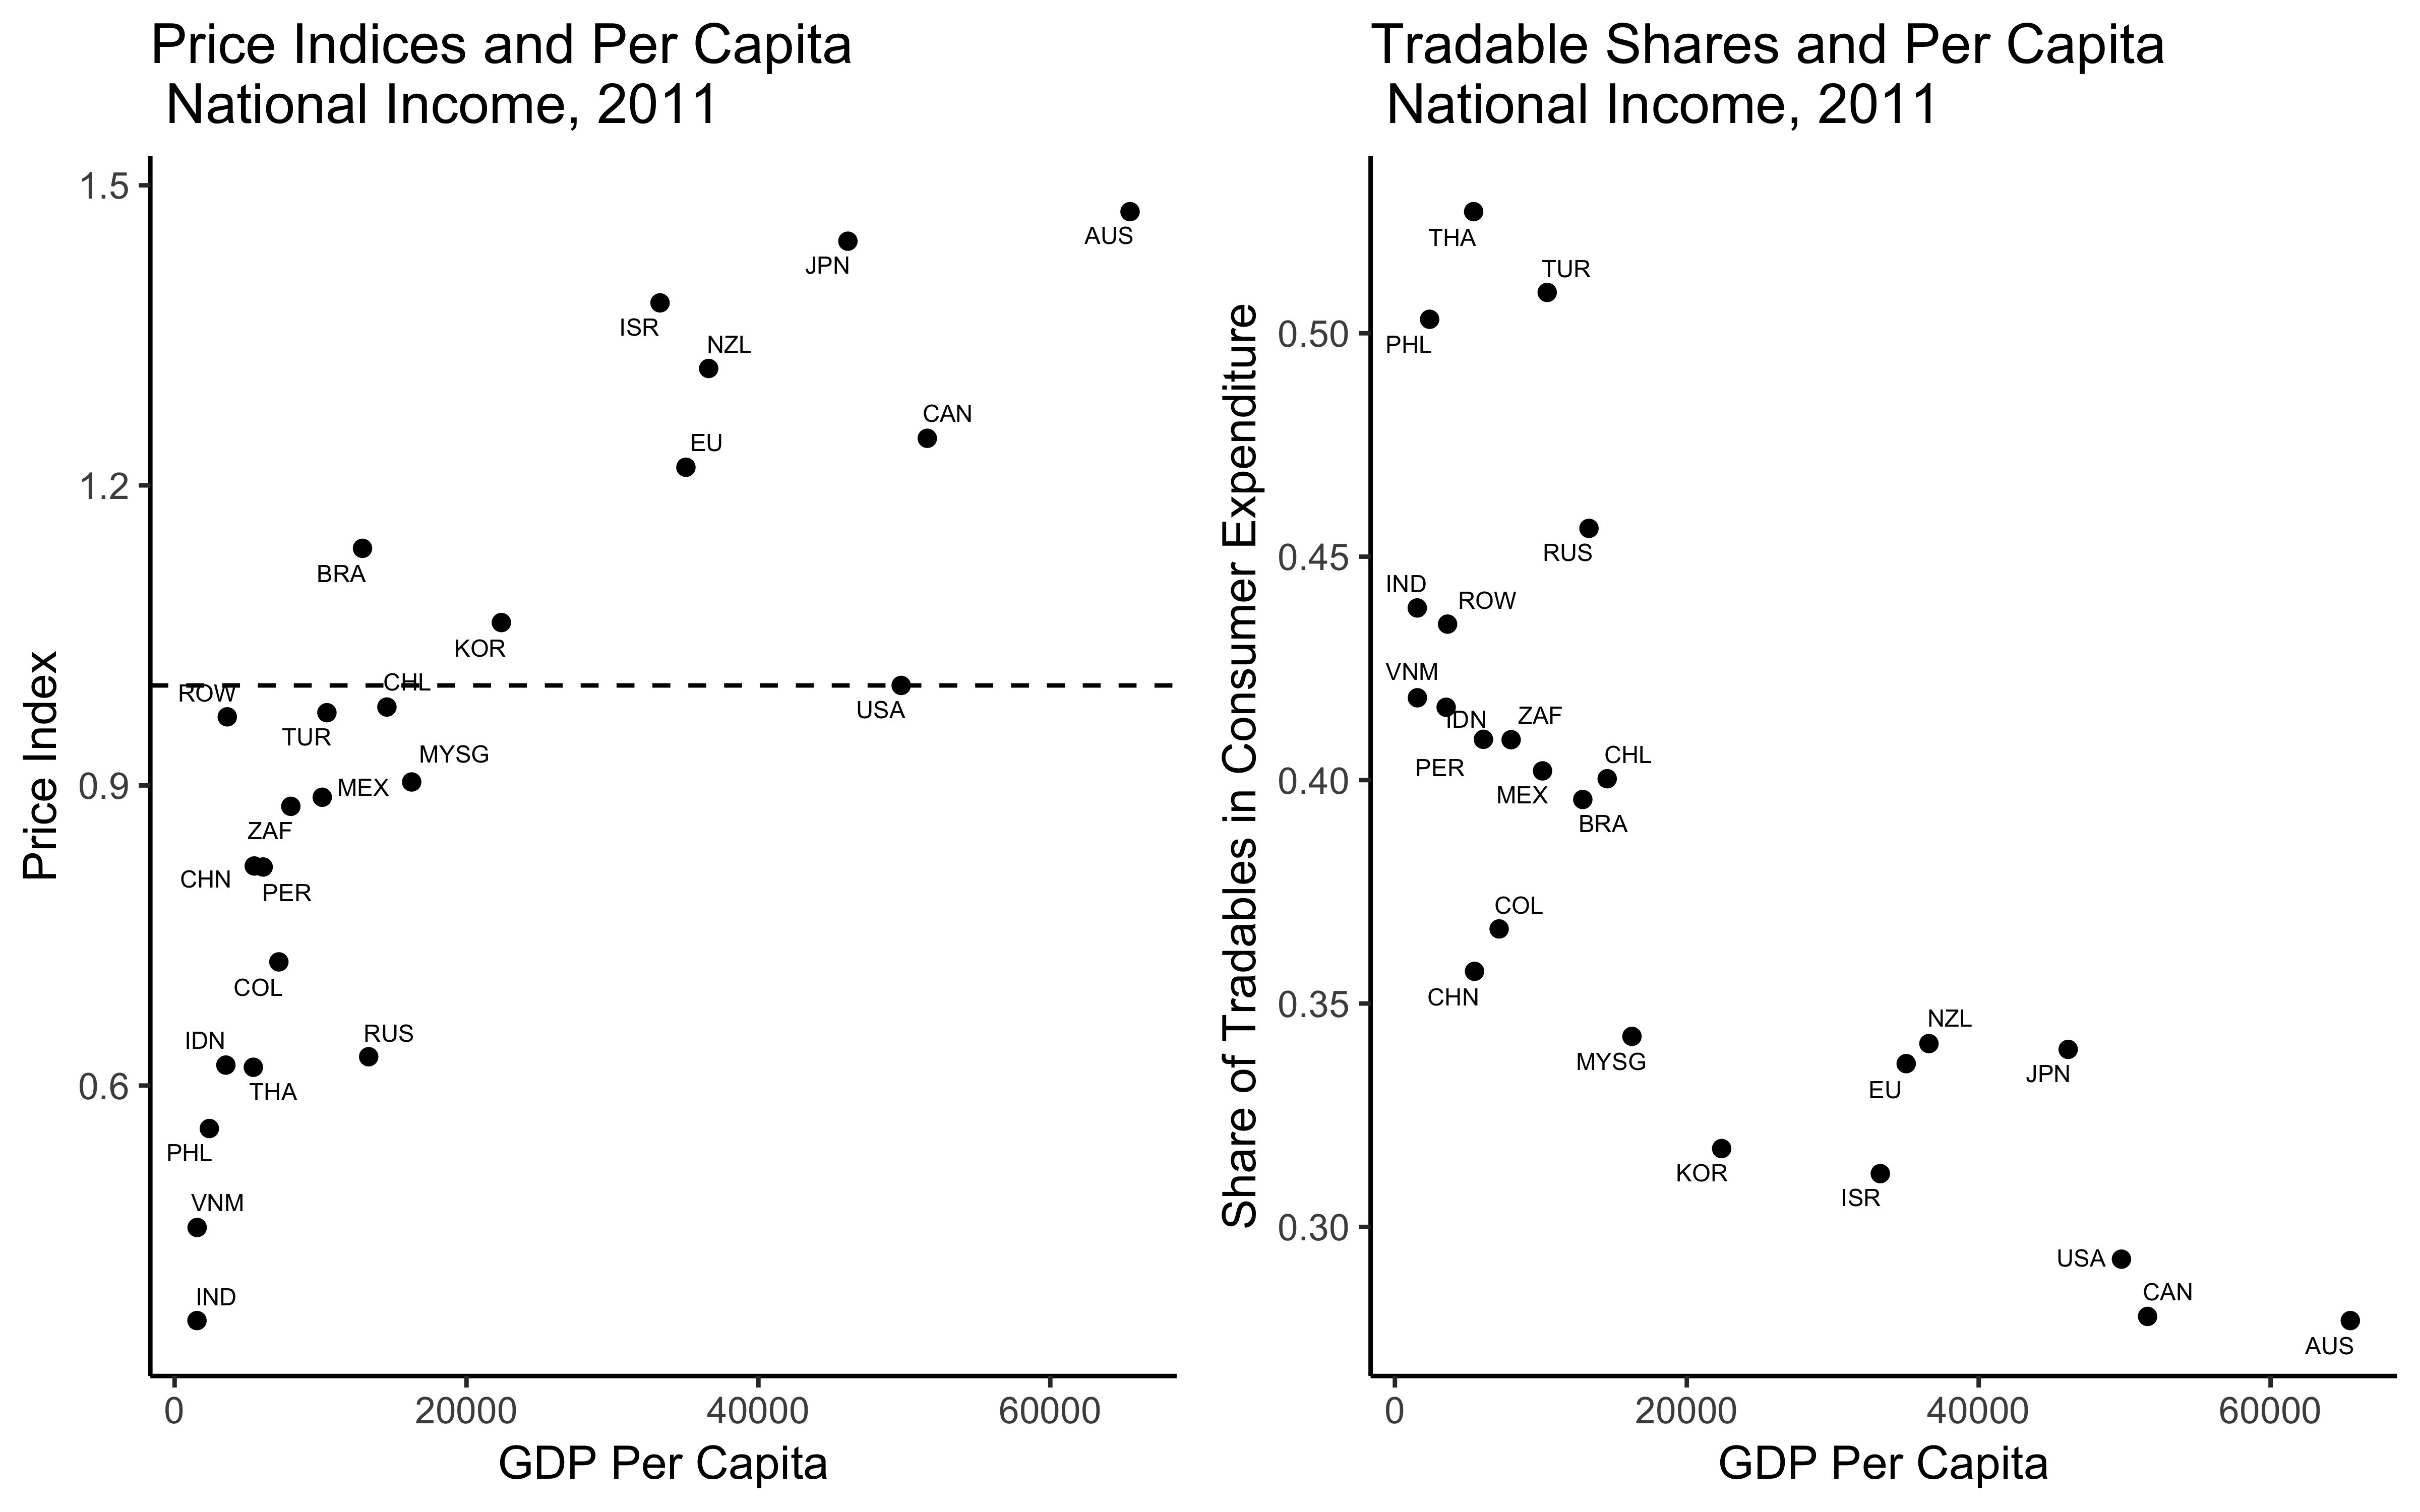 Price Indices and Per Capita
National Income, 2011
Price Index
1.5
1.2
0.9
0.6
AUS
JPN
ISR
NZL
CAN
EU
BRA
KOR
CHL
ROW
USA
TUR
MYSG
MEX
ZAF
CHN
PER
COL
RUS
IDN
THA
PHL
VNM
IND
0
20000
40000
60000
GDP Per Capita
Tradable Shares and Per Capita
National Income, 2011
Share of Tradables in Consumer Expenditure
0.50
0.45
0.40
0.35
0.30
THA
TUR
PHL
RUS
IND
ROW
VNM
IDN
ZAF
PER
CHL
MEX
BRA
COL
CHN
NZL
MYSG
JPN
EU
KOR
ISR
USA
CAN
AUS
0
20000
40000
60000
GDP Per Capita